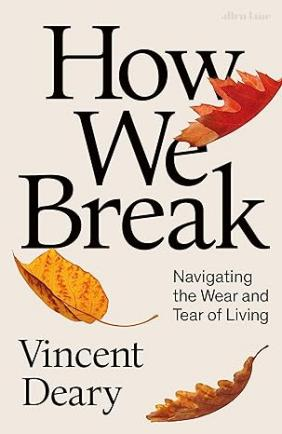 allen lane
How
We
Break
Navigating
the Wear and
Tear of Living
Vincent
Deary